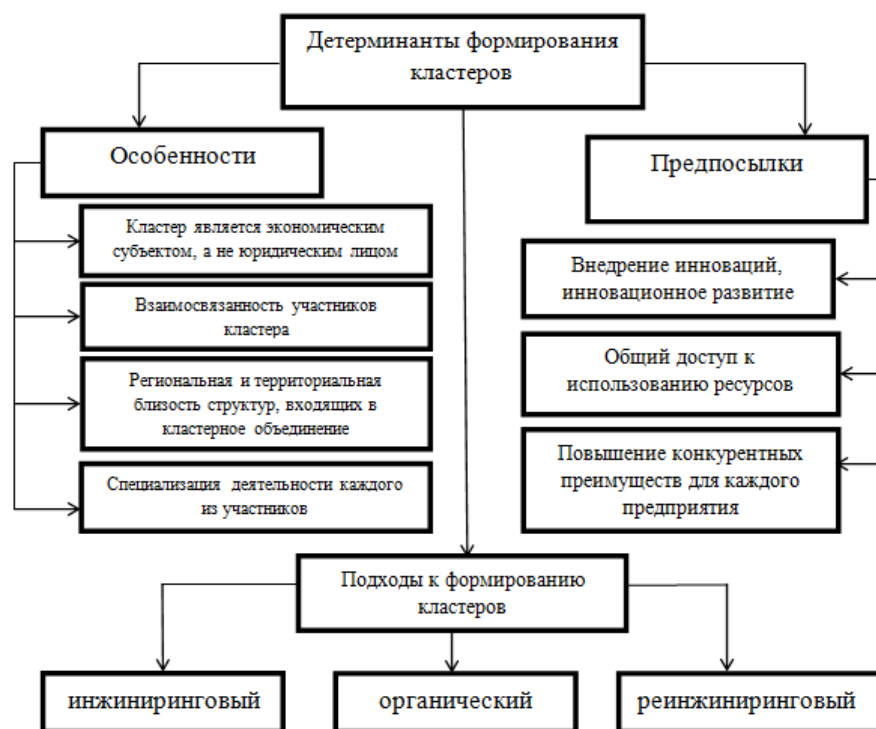 Детерминанты формирования
кластеров
Особенности
Предпосылки
Кластер является экономическим
субъектом, а не юридическим лицом
Взаимосвязанность участников
кластера
Региональная и территориальная
близость структур, входящих в
кластерное объединение
Специализация деятельности каждого
из участников
Внедрение инноваций,
инновационное развитие
Общий доступ к
использованию ресурсов
Повышение конкурентных
преимуществ для каждого
предприятия
Подходы к формированию
кластеров
инжиниринговый
органический
реинжиниринговый